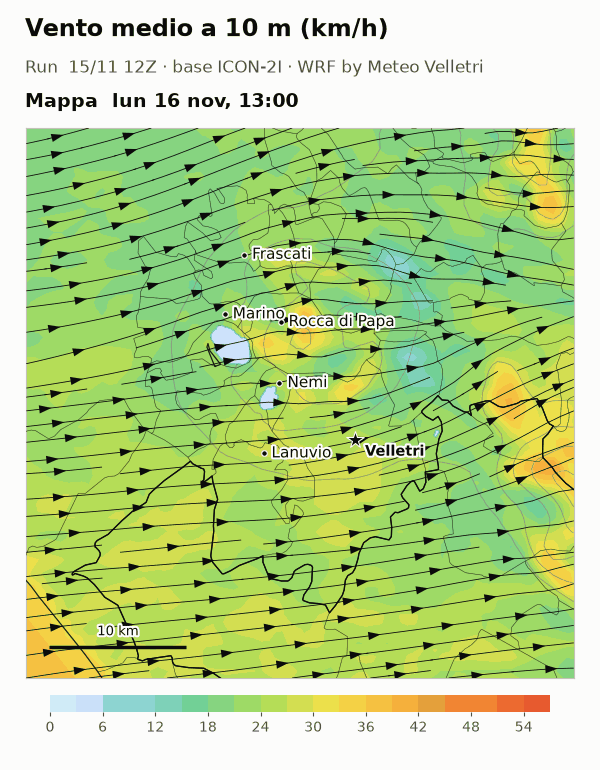 Vento medio a 10 m (km/h)
Run  15/11 12Z · base ICON-2I · WRF by Meteo Velletri
Mappa  lun 16 nov, 13:00
Frascati
Marino
Rocca di Papa
Nemi
Velletri
Lanuvio
10 km
0 6 12 18 24 30 36 42 48 54